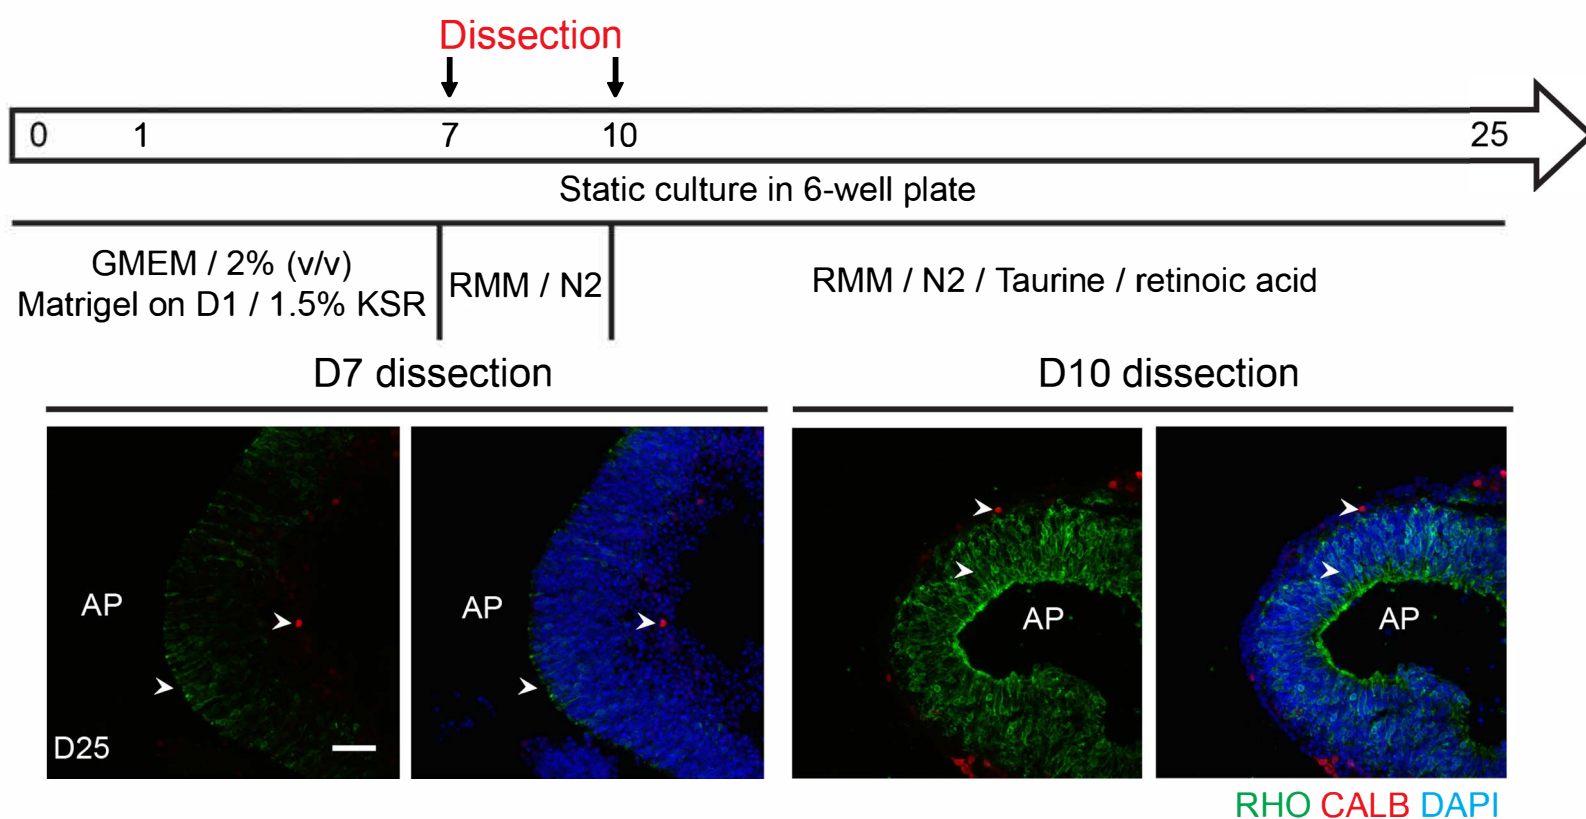 Dissection
0 1 7 10 25
Static culture in 6-well plate
GMEM / 2% (v/v)
Matrigel on D1 / 1.5% KSR
RMM / N2
RMM / N2 / Taurine / retinoic acid
D7 dissection
D10 dissection
AP
D25
AP
AP
AP
RHO CALB DAPI